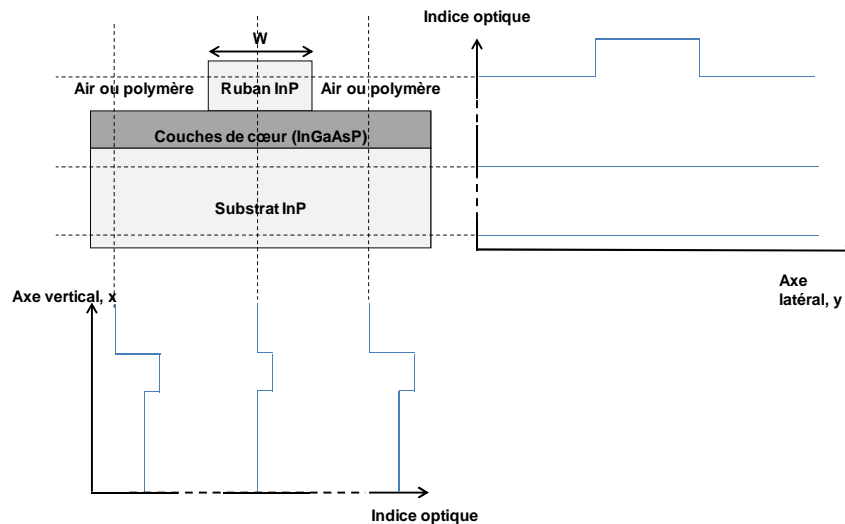 Indice optique
W
Air ou polymère
Ruban InP
Air ou polymère
Couches de cœur (InGaAsP)
Substrat InP
Axe
latéral, y
Axe vertical, x
Indice optique